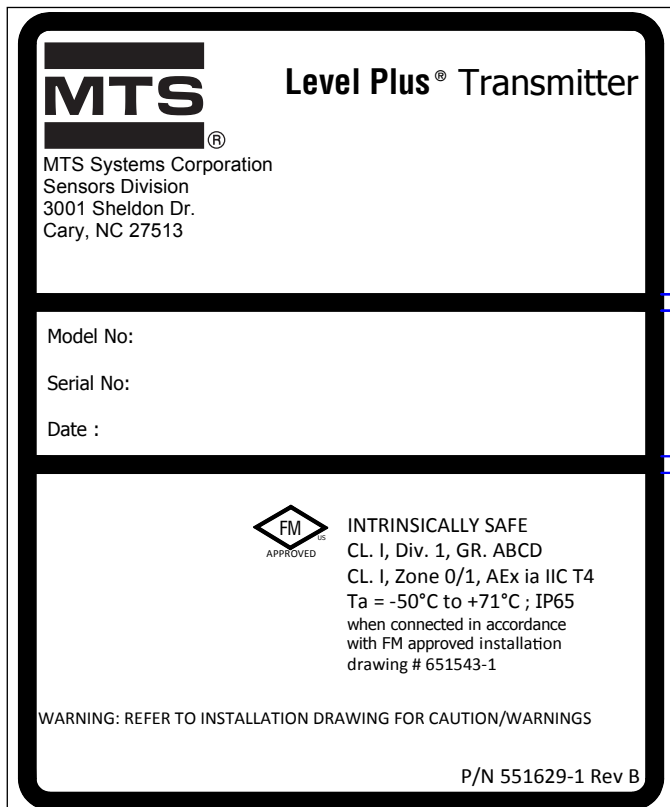 MTS
®
Level Plus® Transmitter
MTS Systems Corporation
Sensors Division
3001 Sheldon Dr.
Cary, NC 27513
Model No:
Serial No:
Date :
FM
US
APPROVED
INTRINSICALLY SAFE
CL. I, Div. 1, GR. ABCD
CL. I, Zone 0/1, AEx ia IIC T4
Ta = -50°C to +71°C ; IP65
when connected in accordance
with FM approved installation
drawing # 651543-1
WARNING: REFER TO INSTALLATION DRAWING FOR CAUTION/WARNINGS
P/N 551629-1 Rev B